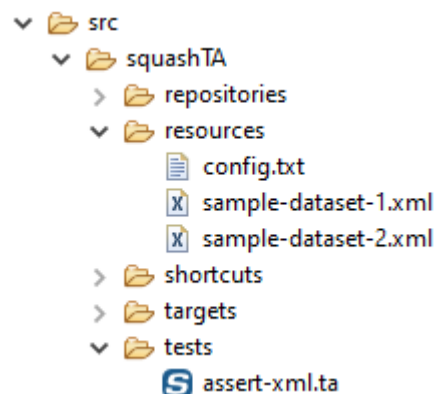 src
squashTA
repositories
resources
config.txt
sample-dataset-1.xml
sample-dataset-2.xml
shortcuts
targets
tests
assert-xml.ta